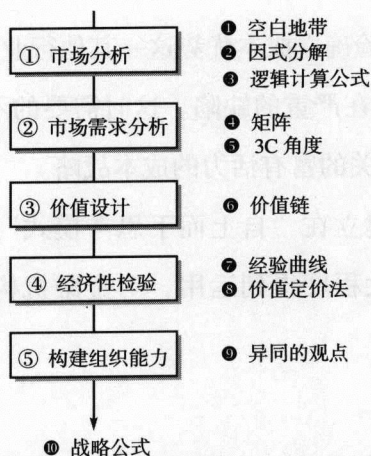 ❶ 空白地带
① 市场分析
❷ 因式分解
❸ 逻辑计算公式
② 市场需求分析
❹ 矩阵
❺ 3C 角度
③ 价值设计
❻ 价值链
④ 经济性检验
❼ 经验曲线
❽ 价值定价法
⑤ 构建组织能力
❾ 异同的观点
❿ 战略公式